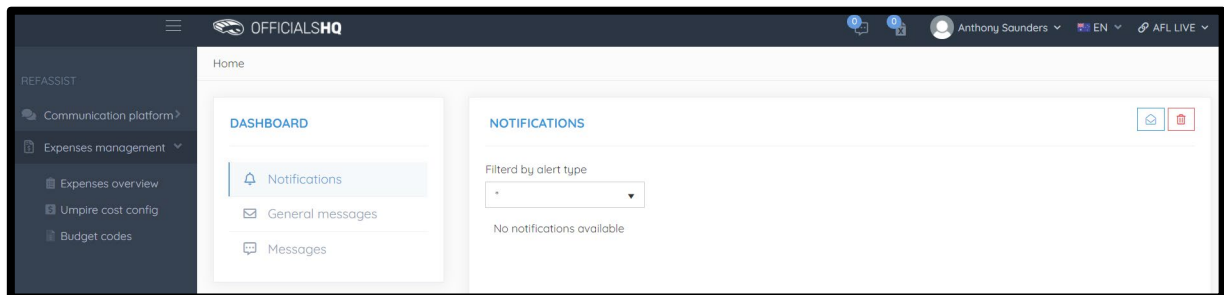 OFFICIALSHQ
0
0
Anthony Saunders
EN
AFL LIVE
REFASSIST
Communication platform
Expenses management
Expenses overview
Umpire cost config
Budget codes
Home
DASHBOARD
Notifications
General messages
Messages
NOTIFICATIONS
Filterd by alert type
*
No notifications available